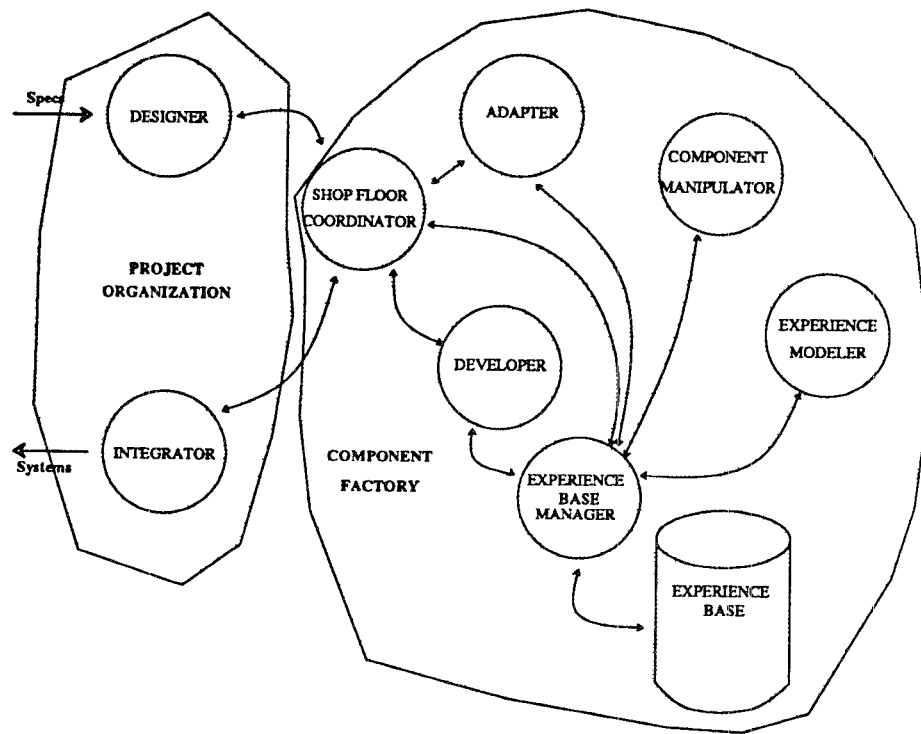 Specs
DESIGNER
PROJECT
ORGANIZATION
INTEGRATOR
Systems
SHOP FLOOR
COORDINATOR
ADAPTER
COMPONENT
MANIPULATOR
DEVELOPER
EXPERIENCE
MODELER
COMPONENT
FACTORY
EXPERIENCE
BASE
MANAGER
EXPERIENCE
BASE